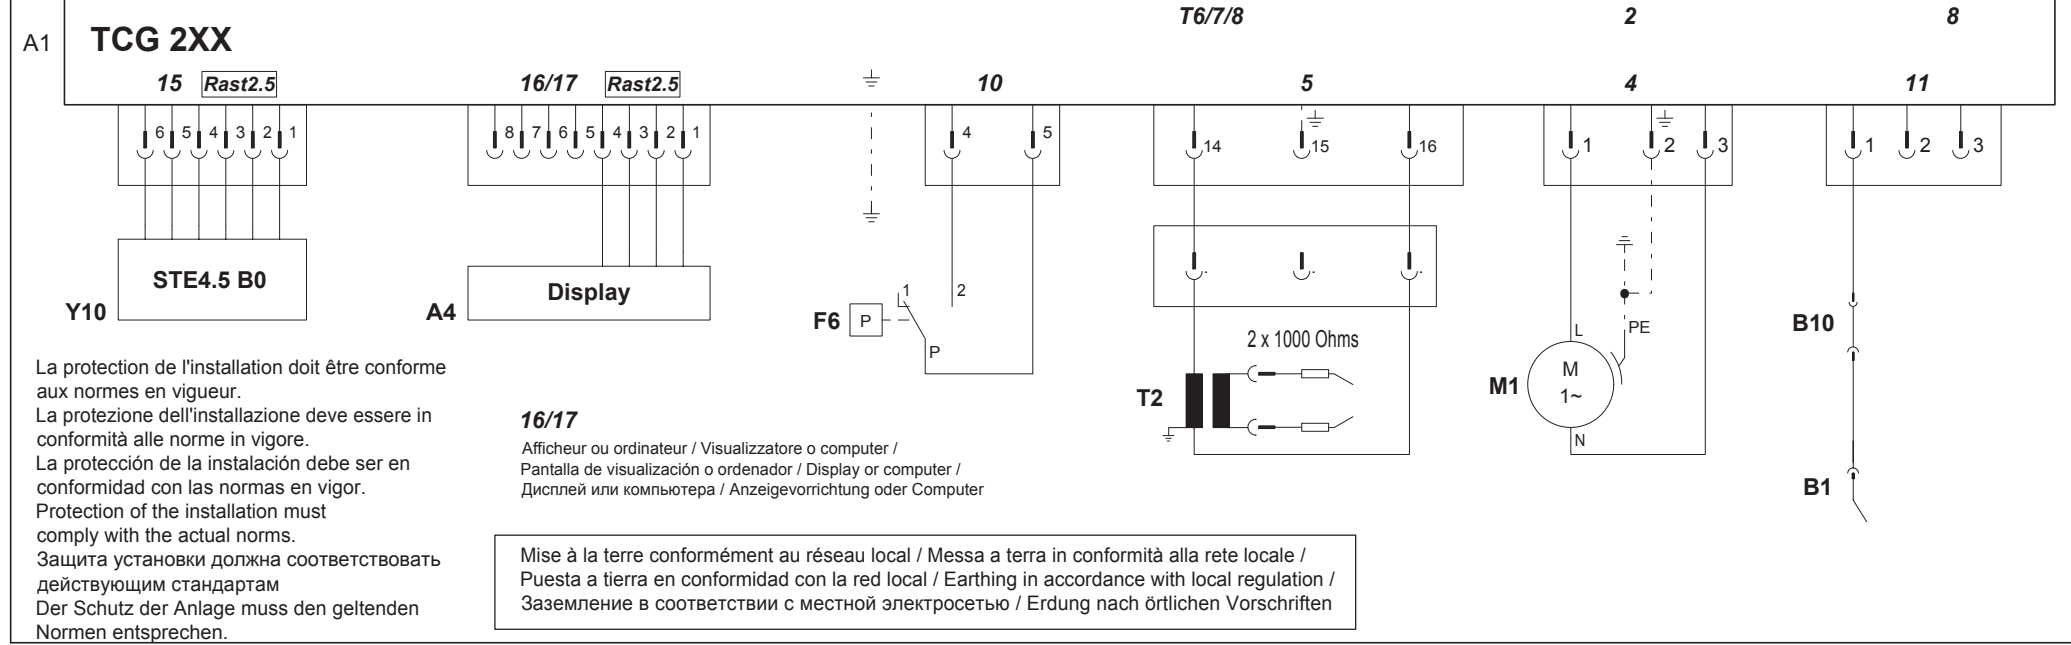 T6/7/8 2 8
A1 TCG 2XX
15 Rast2.5 16/17 Rast2.5 10 5 4 11
6 5 4 3 2 1 8 7 6 5 4 3 2 1 4 5 14 15 16 1 2 3 1 2 3
STE4.5 B0
Y10
Display
A4
1 2
F6 P
P
2 x 1000 Ohms
T2
L PE
M
1~
M1
N
B10
B1
La protection de l'installation doit être conforme
aux normes en vigueur.
La protezione dell'installazione deve essere in
conformità alle norme in vigore.
La protección de la instalación debe ser en
conformidad con las normas en vigor.
Protection of the installation must
comply with the actual norms.
Защита установки должна соответствовать
действующим стандартам
Der Schutz der Anlage muss den geltenden
Normen entsprechen.
16/17
Afficheur ou ordinateur / Visualizzatore o computer /
Pantalla de visualización o ordenador / Display or computer /
Дисплей или компьютера / Anzeigevorrichtung oder Computer
Mise à la terre conformément au réseau local / Messa a terra in conformità alla rete locale /
Puesta a tierra en conformidad con la red local / Earthing in accordance with local regulation /
Заземление в соответствии с местной электросетью / Erdung nach örtlichen Vorschriften